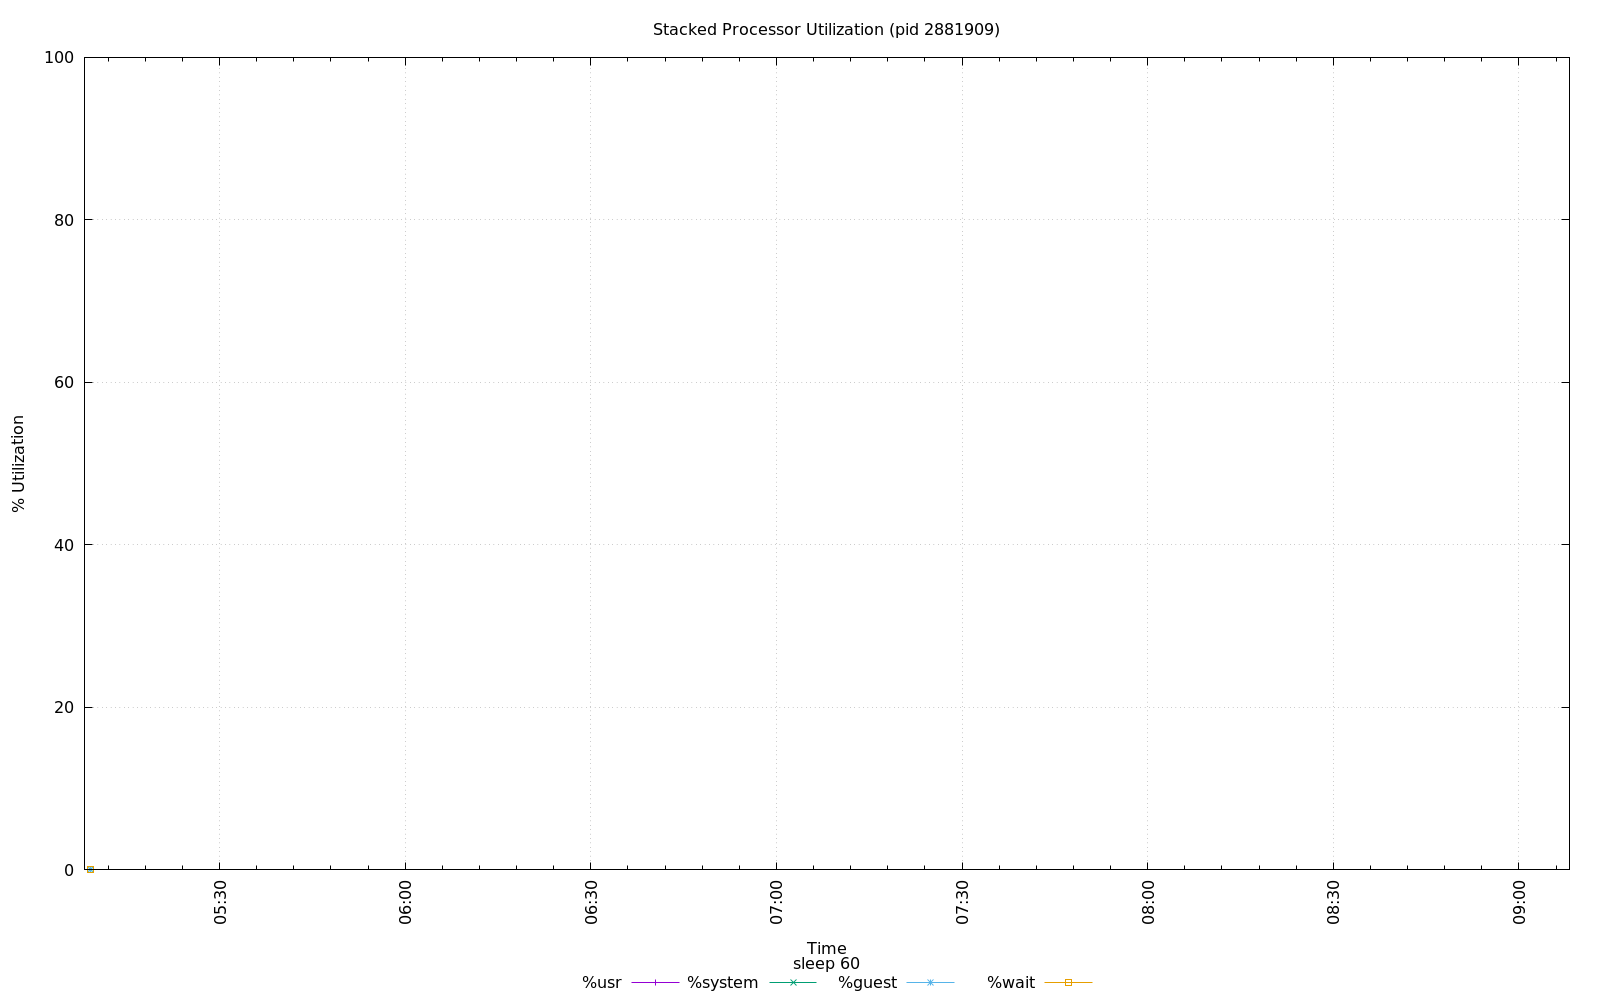 Stacked Processor Utilization (pid 2881909)
100
80
60
40
20
0
% Utilization
05:30
06:00
06:30
07:00
07:30
08:00
08:30
09:00
Time
sleep 60
%usr %system %guest %wait